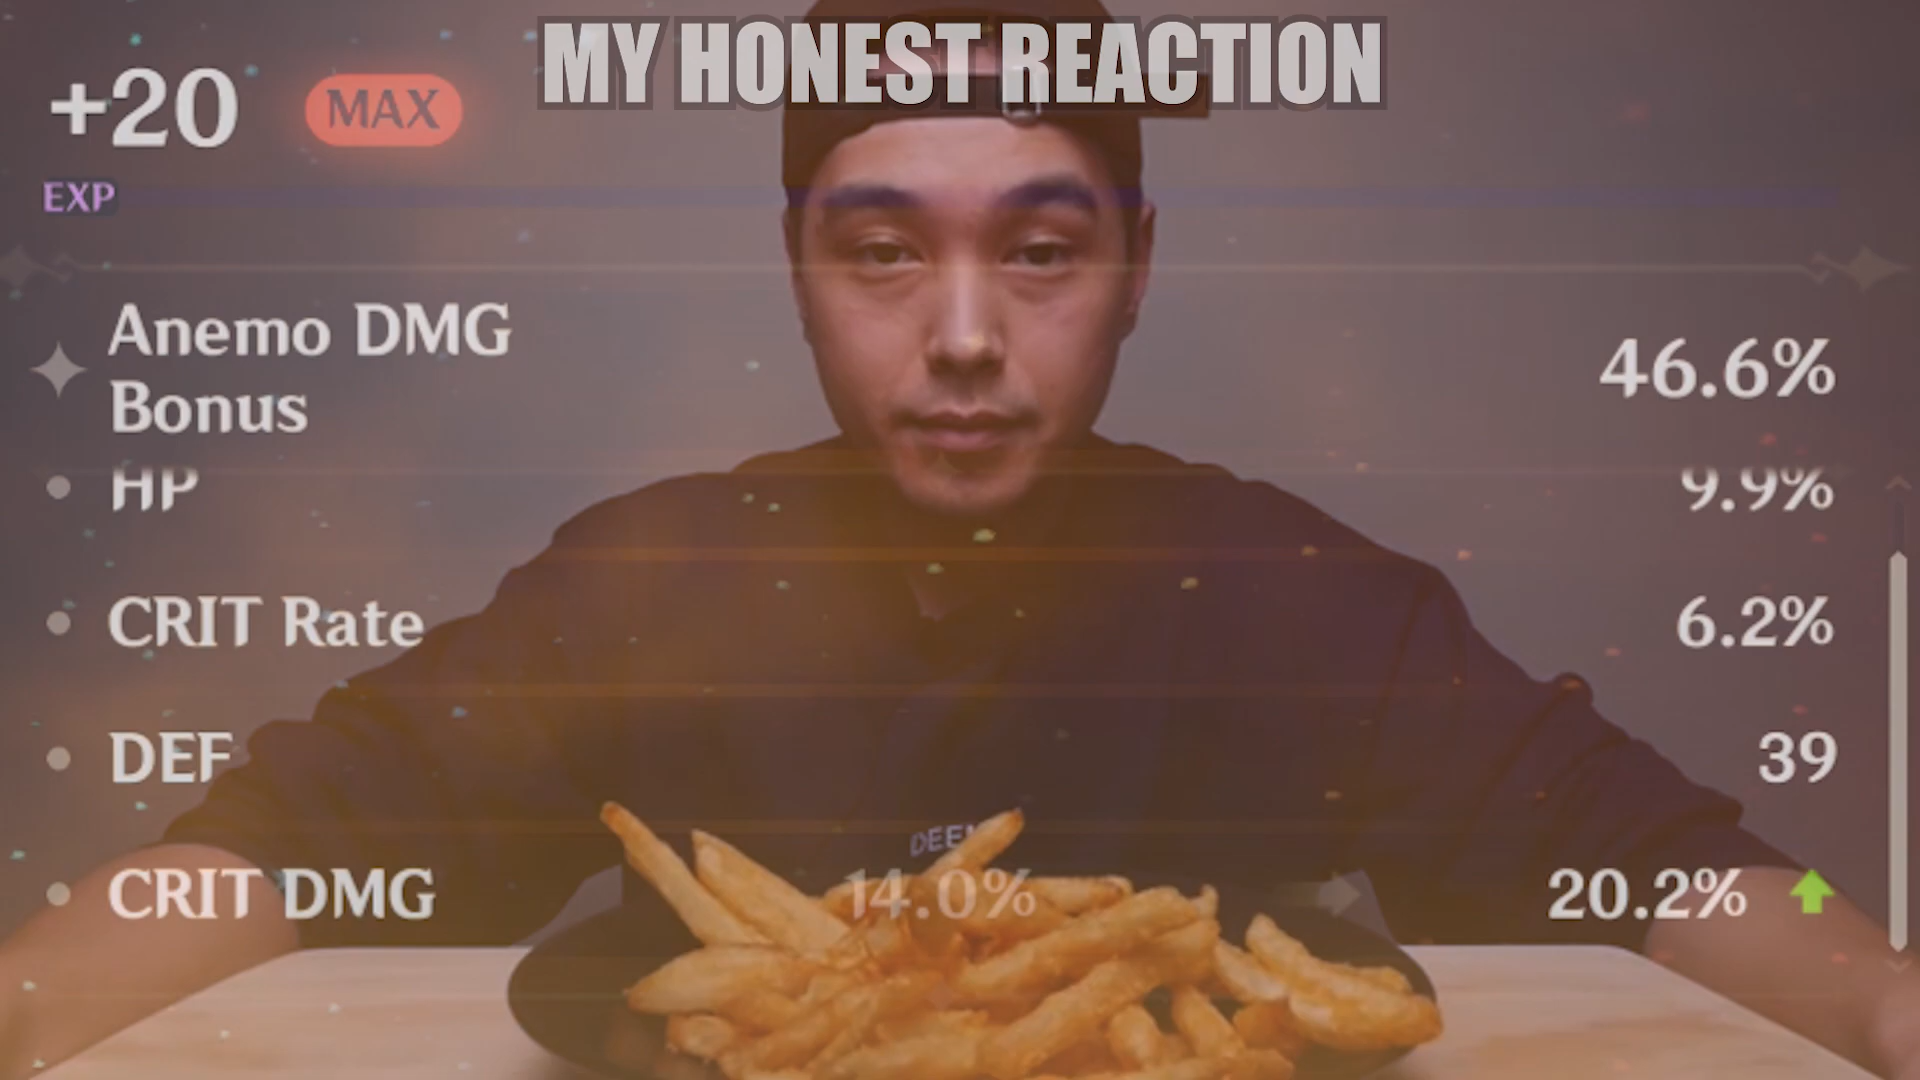 MY HONEST REACTION
+20 MAX
EXP
Anemo DMG
Bonus 46.6%
HP 9.9%
CRIT Rate 6.2%
DEF 39
CRIT DMG 14.0% 20.2%